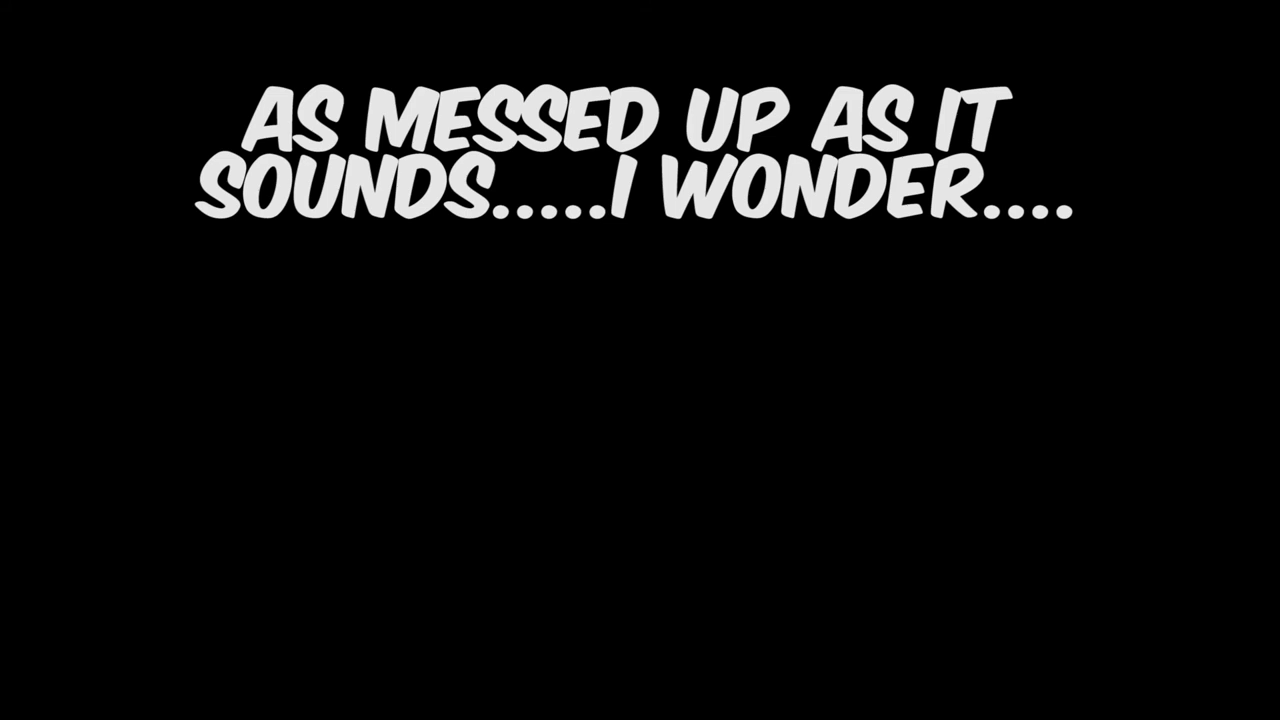 AS MESSED UP AS IT
SOUNDS.....I WONDER....